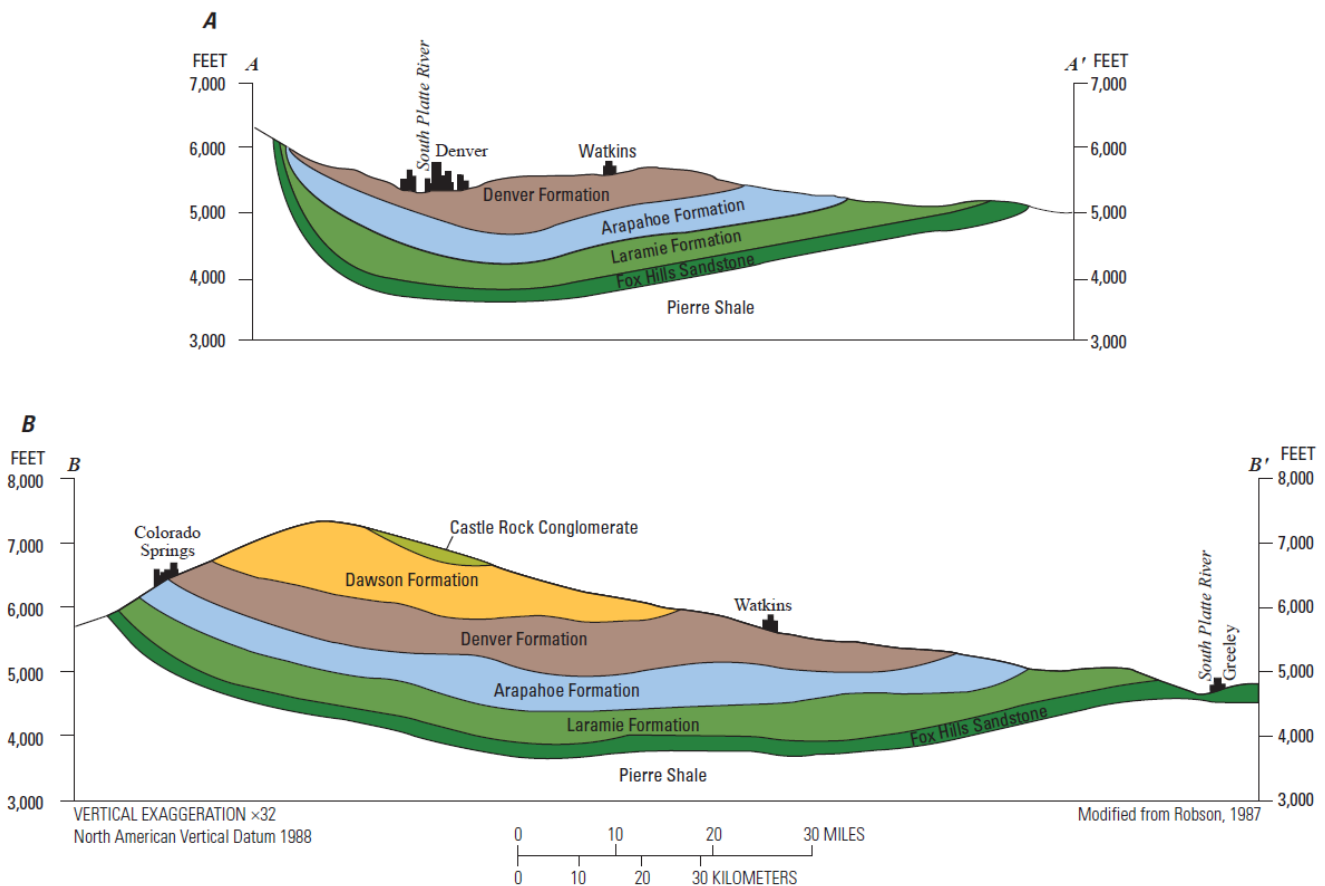 A
FEET A
A' FEET
7,000
7,000
South Platte River
6,000
Denver
Watkins
6,000
Denver Formation
5,000
Arapahoe Formation
5,000
Laramie Formation
4,000
Fox Hills Sandstone
4,000
Pierre Shale
3,000
3,000
B
FEET
B
B' FEET
8,000
8,000
Colorado
Springs
Castle Rock Conglomerate
7,000
7,000
Dawson Formation
South Platte River
Greeley
6,000
Watkins
6,000
Denver Formation
5,000
5,000
Arapahoe Formation
Laramie Formation
Fox Hills Sandstone
4,000
4,000
Pierre Shale
3,000
3,000
VERTICAL EXAGGERATION ×32
Modified from Robson, 1987
North American Vertical Datum 1988
0 10 20 30 MILES
0 10 20 30 KILOMETERS